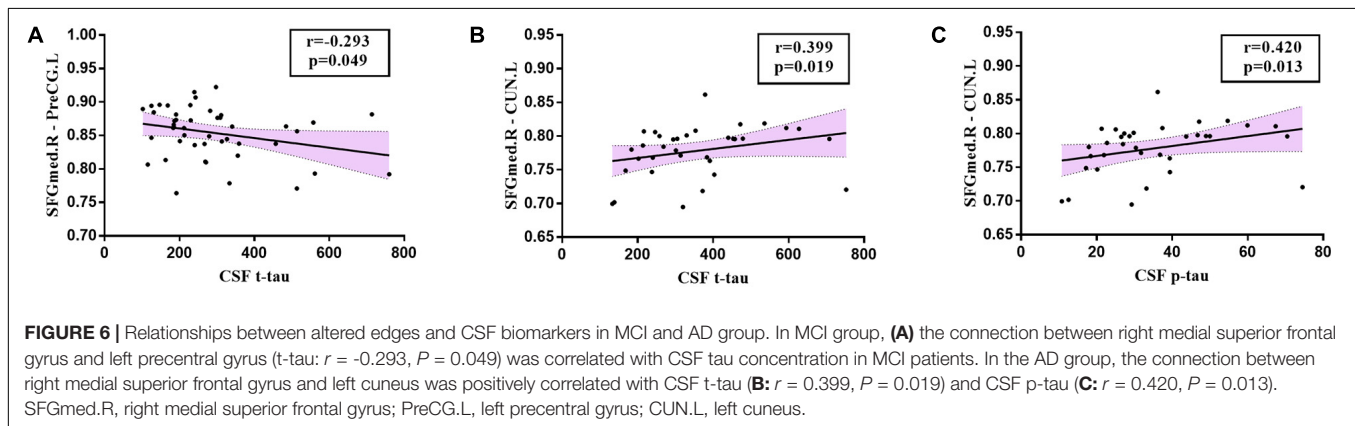 A
r=-0.293
p=0.049
1.00
0.95
0.90
0.85
0.80
0.75
0.70
SFGmed.R - PreCG.L
0
200
400
600
800
CSF t-tau
B
r=0.399
p=0.019
0.95
0.90
0.85
0.80
0.75
0.70
0.65
SFGmed.R - CUN.L
0
200
400
600
800
CSF t-tau
C
r=0.420
p=0.013
0.95
0.90
0.85
0.80
0.75
0.70
0.65
SFGmed.R - CUN.L
0
20
40
60
80
CSF p-tau
FIGURE 6 | Relationships between altered edges and CSF biomarkers in MCI and AD group. In MCI group, (A) the connection between right medial superior frontal
gyrus and left precentral gyrus (t-tau: r = -0.293, P = 0.049) was correlated with CSF tau concentration in MCI patients. In the AD group, the connection between
right medial superior frontal gyrus and left cuneus was positively correlated with CSF t-tau (B: r = 0.399, P = 0.019) and CSF p-tau (C: r = 0.420, P = 0.013).
SFGmed.R, right medial superior frontal gyrus; PreCG.L, left precentral gyrus; CUN.L, left cuneus.